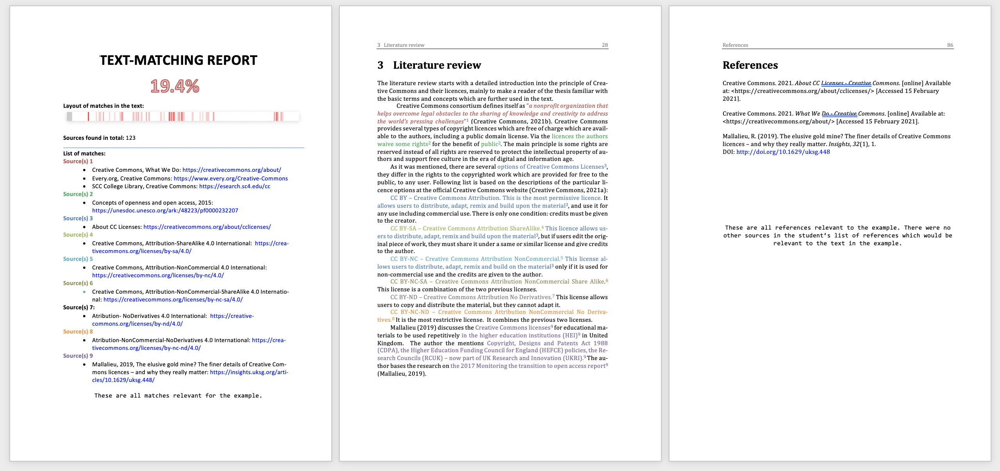 TEXT-MATCHING REPORT
19.4%
Layout of matches in the text:
Sources found in total: 123
List of matches:
Source(s) 1
• Creative Commons, What We Do: https://creativecommons.org/about/
• Every.org, Creative Commons: https://www.every.org/Creative-Commons
• SCC College Library, Creative Commons: https://esearch.sc4.edu/cc
Source(s) 2
• Concepts of openness and open access, 2015:
https://unesdoc.unesco.org/ark:/48223/pf0000232207
Source(s) 3
• About CC Licenses: https://creativecommons.org/about/cclicenses/
Source(s) 4
• Creative Commons, Attribution-ShareAlike 4.0 International:  https://crea-
tivecommons.org/licenses/by-sa/4.0/
Source(s) 5
• Creative Commons, Attribution-NonCommercial 4.0 International:
https://creativecommons.org/licenses/by-nc/4.0/
Source(s) 6
• Creative Commons, Attribution-NonCommercial-ShareAlike 4.0 Internatio-
nal: https://creativecommons.org/licenses/by-nc-sa/4.0/
Source(s) 7:
• Atribution- NoDerivatives 4.0 International:  https://creative-
commons.org/licenses/by-nd/4.0/
Source(s) 8
• Atribution-NonCommercial-NoDerivatives 4.0 International: https://crea-
tivecommons.org/licenses/by-nc-nd/4.0/
Source(s) 9
• Mallalieu, 2019, The elusive gold mine? The finer details of Creative Com-
mons licences – and why they really matter: https://insights.uksg.org/arti-
cles/10.1629/uksg.448/
These are all matches relevant for the example.
3 Literature review 28
3 Literature review
The literature review starts with a detailed introduction into the principle of Crea-
tive Commons and their licences, mainly to make a reader of the thesis familiar with
the basic terms and concepts which are further used in the text.
Creative Commons consortium defines itself as “a nonprofit organization that
helps overcome legal obstacles to the sharing of knowledge and creativity to address
the world’s pressing challenges”¹ (Creative Commons, 2021b). Creative Commons
provides several types of copyright licences which are free of charge which are avail-
able to the authors, including a public domain license. Via the licences the authors
waive some rights² for the benefit of public². The main principle is some rights are
reserved instead of all rights are reserved to protect the intellectual property of au-
thors and support free culture in the era of digital and information age.
As it was mentioned, there are several options of Creative Commons Licenses³,
they differ in the rights to the copyrighted work which are provided for free to the
public, to any user. Following list is based on the descriptions of the particular li-
cence options at the official Creative Commons website (Creative Commons, 2021a):
CC BY – Creative Commons Attribution. This is the most permissive licence. It
allows users to distribute, adapt, remix and build upon the material³, and use it for
any use including commercial use. There is only one condition: credits must be given
to the creator.
CC BY-SA – Creative Commons Attribution ShareAlike.⁴ This licence allows us-
ers to distribute, adapt, remix and build upon the material³, but if users edit the orig-
inal piece of work, they must share it under a same or similar license and give credits
to the author.
CC BY-NC – Creative Commons Attribution NonCommercial.⁵ This license al-
lows users to distribute, adapt, remix and build on the material³ only if it is used for
non-commercial use and the credits are given to the author.
CC BY-NC-SA – Creative Commons Attribution NonCommercial Share Alike.⁶
This license is a combination of the two previous licenses.
CC BY-ND – Creative Commons Attribution No Derivatives.⁷ This license allows
users to copy and distribute the material, but they cannot adapt it.
CC BY-NC-ND – Creative Commons Attribution NonCommercial No Deriva-
tives.⁸ It is the most restrictive license.  It combines the previous two licenses.
Mallalieu (2019) discusses the Creative Commons licenses⁹ for educational ma-
terials to be used repetitively in the higher education institutions (HEI)⁹ in United
Kingdom.  The author the mentions Copyright, Designs and Patents Act 1988
(CDPA), the Higher Education Funding Council for England (HEFCE) policies, the Re-
search Councils (RCUK) – now part of UK Research and Innovation (UKRI).⁹ The au-
thor bases the research on the 2017 Monitoring the transition to open access report⁹
(Mallalieu, 2019).
References 86
References
Creative Commons. 2021. About CC Licenses - Creative Commons. [online] Available
at: <https://creativecommons.org/about/cclicenses/> [Accessed 15 February
2021].
Creative Commons. 2021. What We Do - Creative Commons. [online] Available at:
<https://creativecommons.org/about/> [Accessed 15 February 2021].
Mallalieu, R. (2019). The elusive gold mine? The finer details of Creative Commons
licences – and why they really matter. Insights, 32(1), 1.
DOI: http://doi.org/10.1629/uksg.448
These are all references relevant to the example. There were no
other sources in the student’s list of references which would be
relevant to the text in the example.